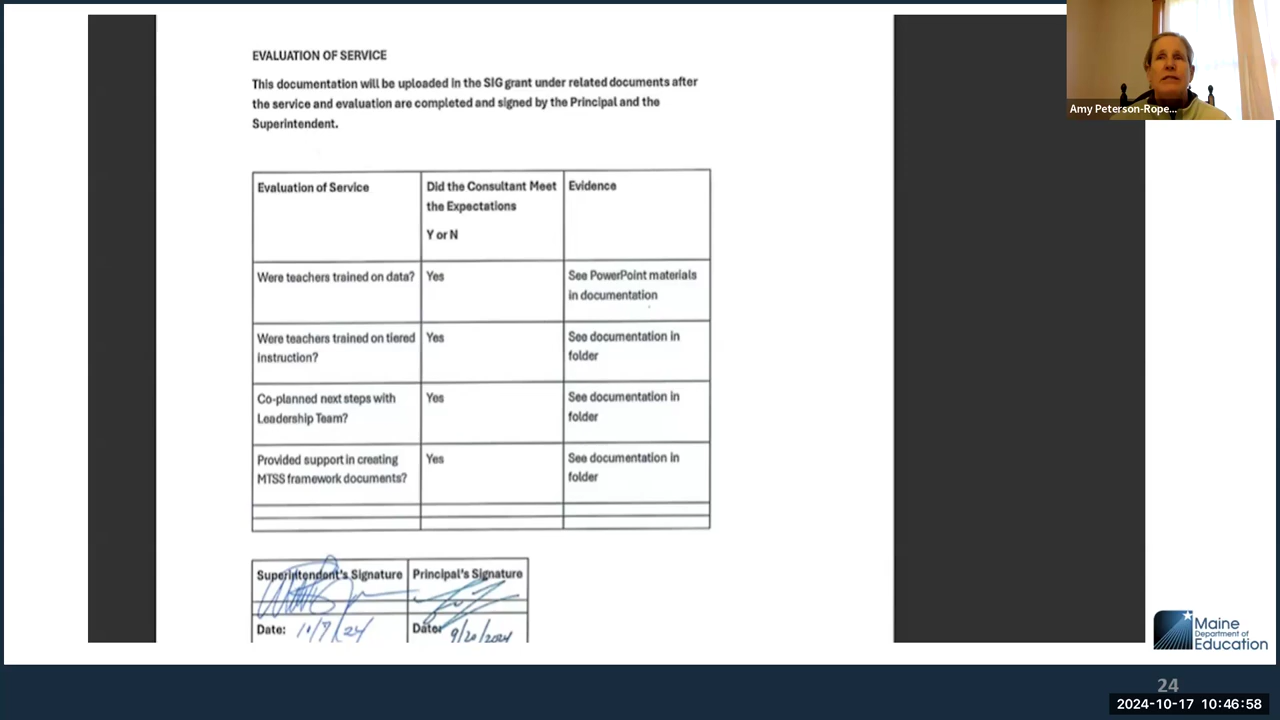 EVALUATION OF SERVICE
This documentation will be uploaded in the SIG grant under related documents after
the service and evaluation are completed and signed by the Principal and the
Superintendent.
Evaluation of Service
Did the Consultant Meet
the Expectations
Y or N
Evidence
Were teachers trained on data?
Yes
See PowerPoint materials
in documentation
Were teachers trained on tiered
instruction?
Yes
See documentation in
folder
Co-planned next steps with
Leadership Team?
Yes
See documentation in
folder
Provided support in creating
MTSS framework documents?
Yes
See documentation in
folder
Superintendent's Signature
Principal's Signature
Date: 10/7/24
Date: 9/20/2024
Amy Peterson-Rope...
Maine
Department of
Education
24
2024-10-17 10:46:58